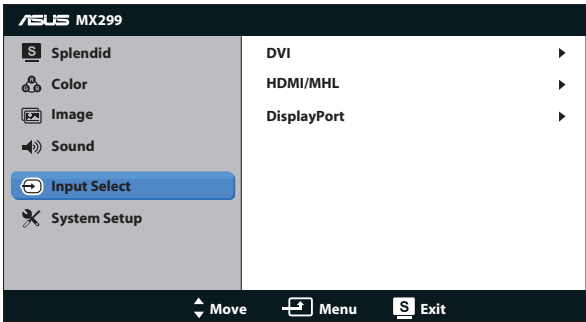 ASUS MX299
S Splendid
Color
Image
Sound
Input Select
System Setup
DVI
HDMI/MHL
DisplayPort
Move Menu S Exit